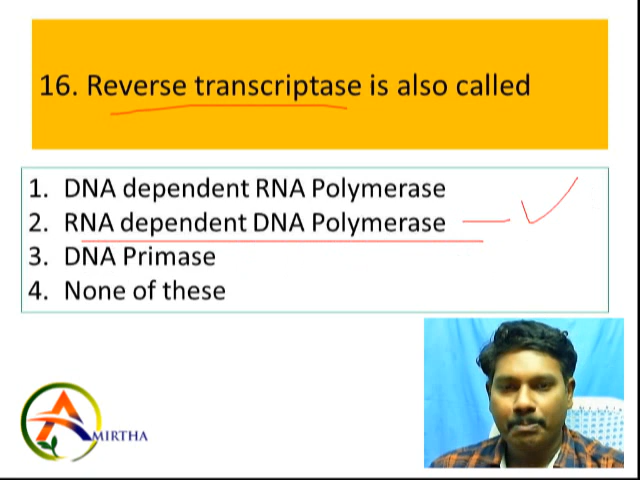 16. Reverse transcriptase is also called
1. DNA dependent RNA Polymerase
2. RNA dependent DNA Polymerase
3. DNA Primase
4. None of these
AMIRTHA